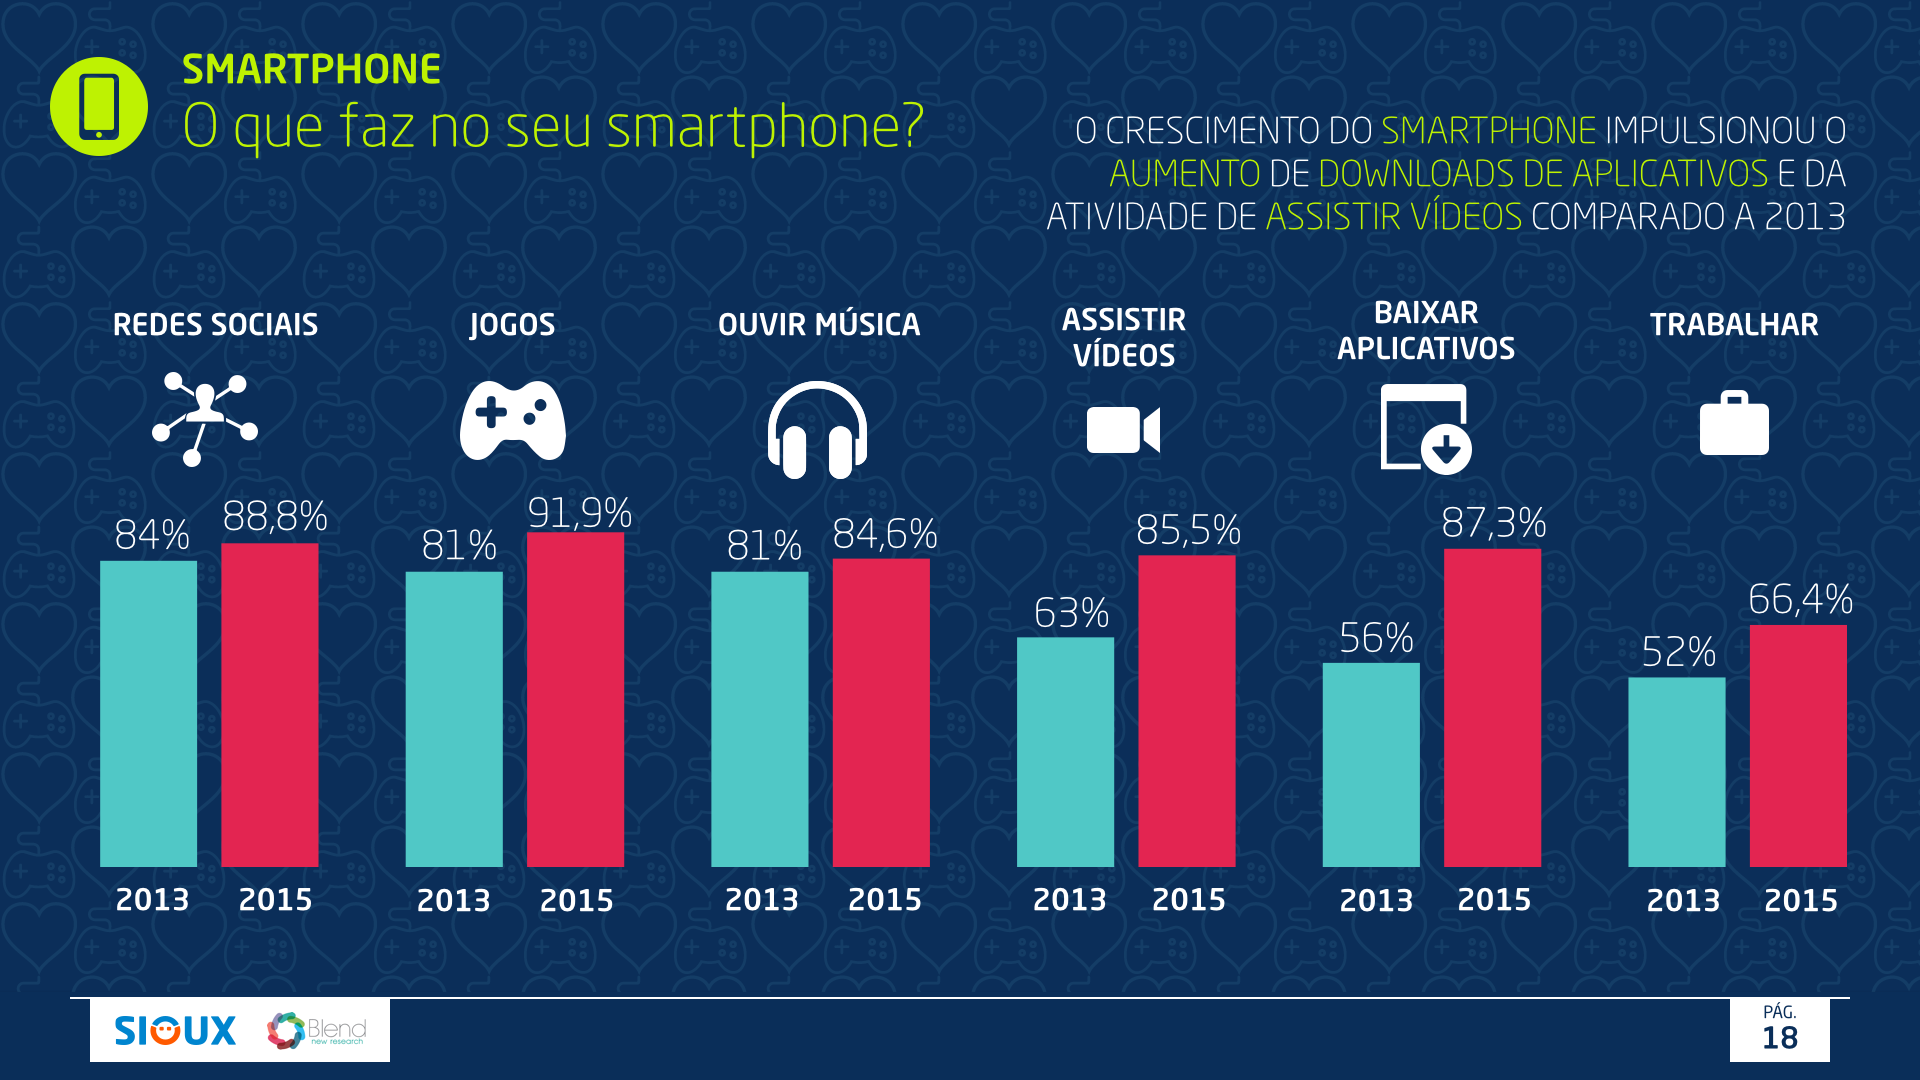 SMARTPHONE
O que faz no seu smartphone?
O CRESCIMENTO DO SMARTPHONE IMPULSIONOU O
AUMENTO DE DOWNLOADS DE APLICATIVOS E DA
ATIVIDADE DE ASSISTIR VÍDEOS COMPARADO A 2013
REDES SOCIAIS
84%
88,8%
2013
2015
JOGOS
81%
91,9%
2013
2015
OUVIR MÚSICA
81%
84,6%
2013
2015
ASSISTIR
VÍDEOS
63%
85,5%
2013
2015
BAIXAR
APLICATIVOS
56%
87,3%
2013
2015
TRABALHAR
52%
66,4%
2013
2015
SIOUX
Blend
new research
PÁG.
18